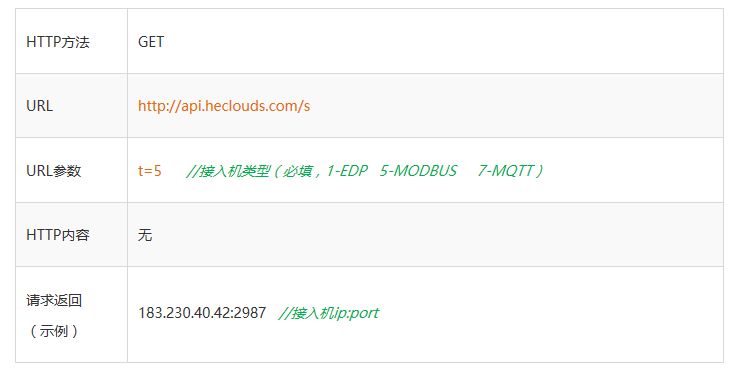 HTTP方法 GET
URL http://api.heclouds.com/s
URL参数 t=5 //接入机类型（必填，1-EDP 5-MODBUS 7-MQTT）
HTTP内容 无
请求返回
（示例） 183.230.40.42:2987 //接入机ip:port